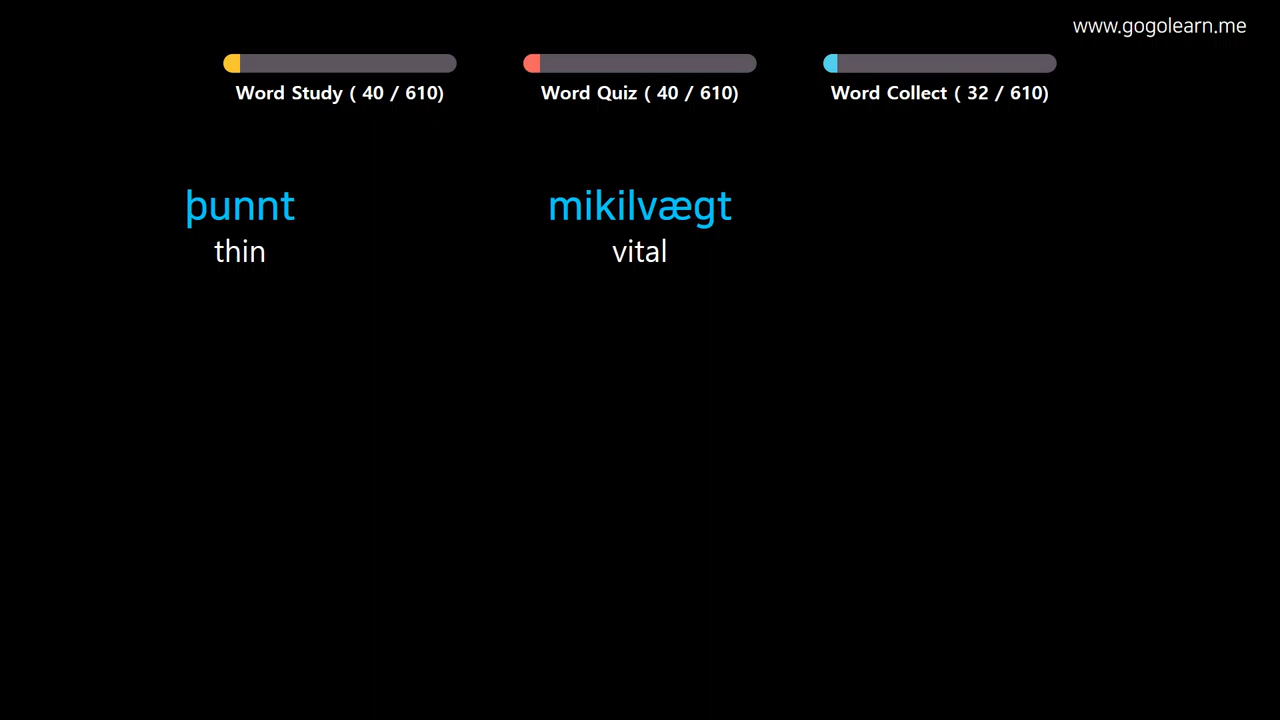 www.gogolearn.me
Word Study ( 40 / 610)
Word Quiz ( 40 / 610)
Word Collect ( 32 / 610)
þunnt
thin
mikilvægt
vital